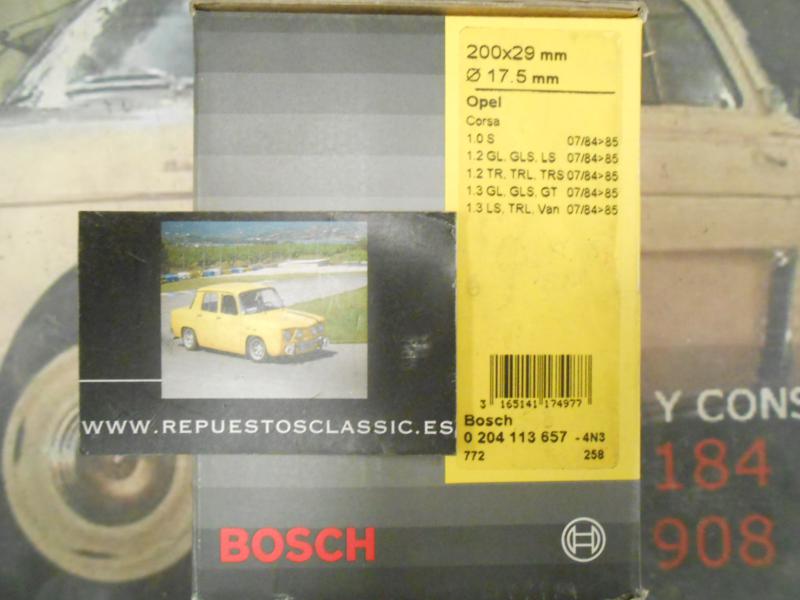 200x29 mm
Ø 17.5 mm
Opel
Corsa
1.0 S 07/84>85
1.2 GL, GLS, LS 07/84>85
1.2 TR, TRL, TRS 07/84>85
1.3 GL, GLS, GT 07/84>85
1.3 LS, TRL, Van 07/84>85
3 165141 174977
Bosch
0 204 113 657 - 4N3
772 258
WWW.REPUESTOSCLASSIC.ES
BOSCH
Y CONS
184
908